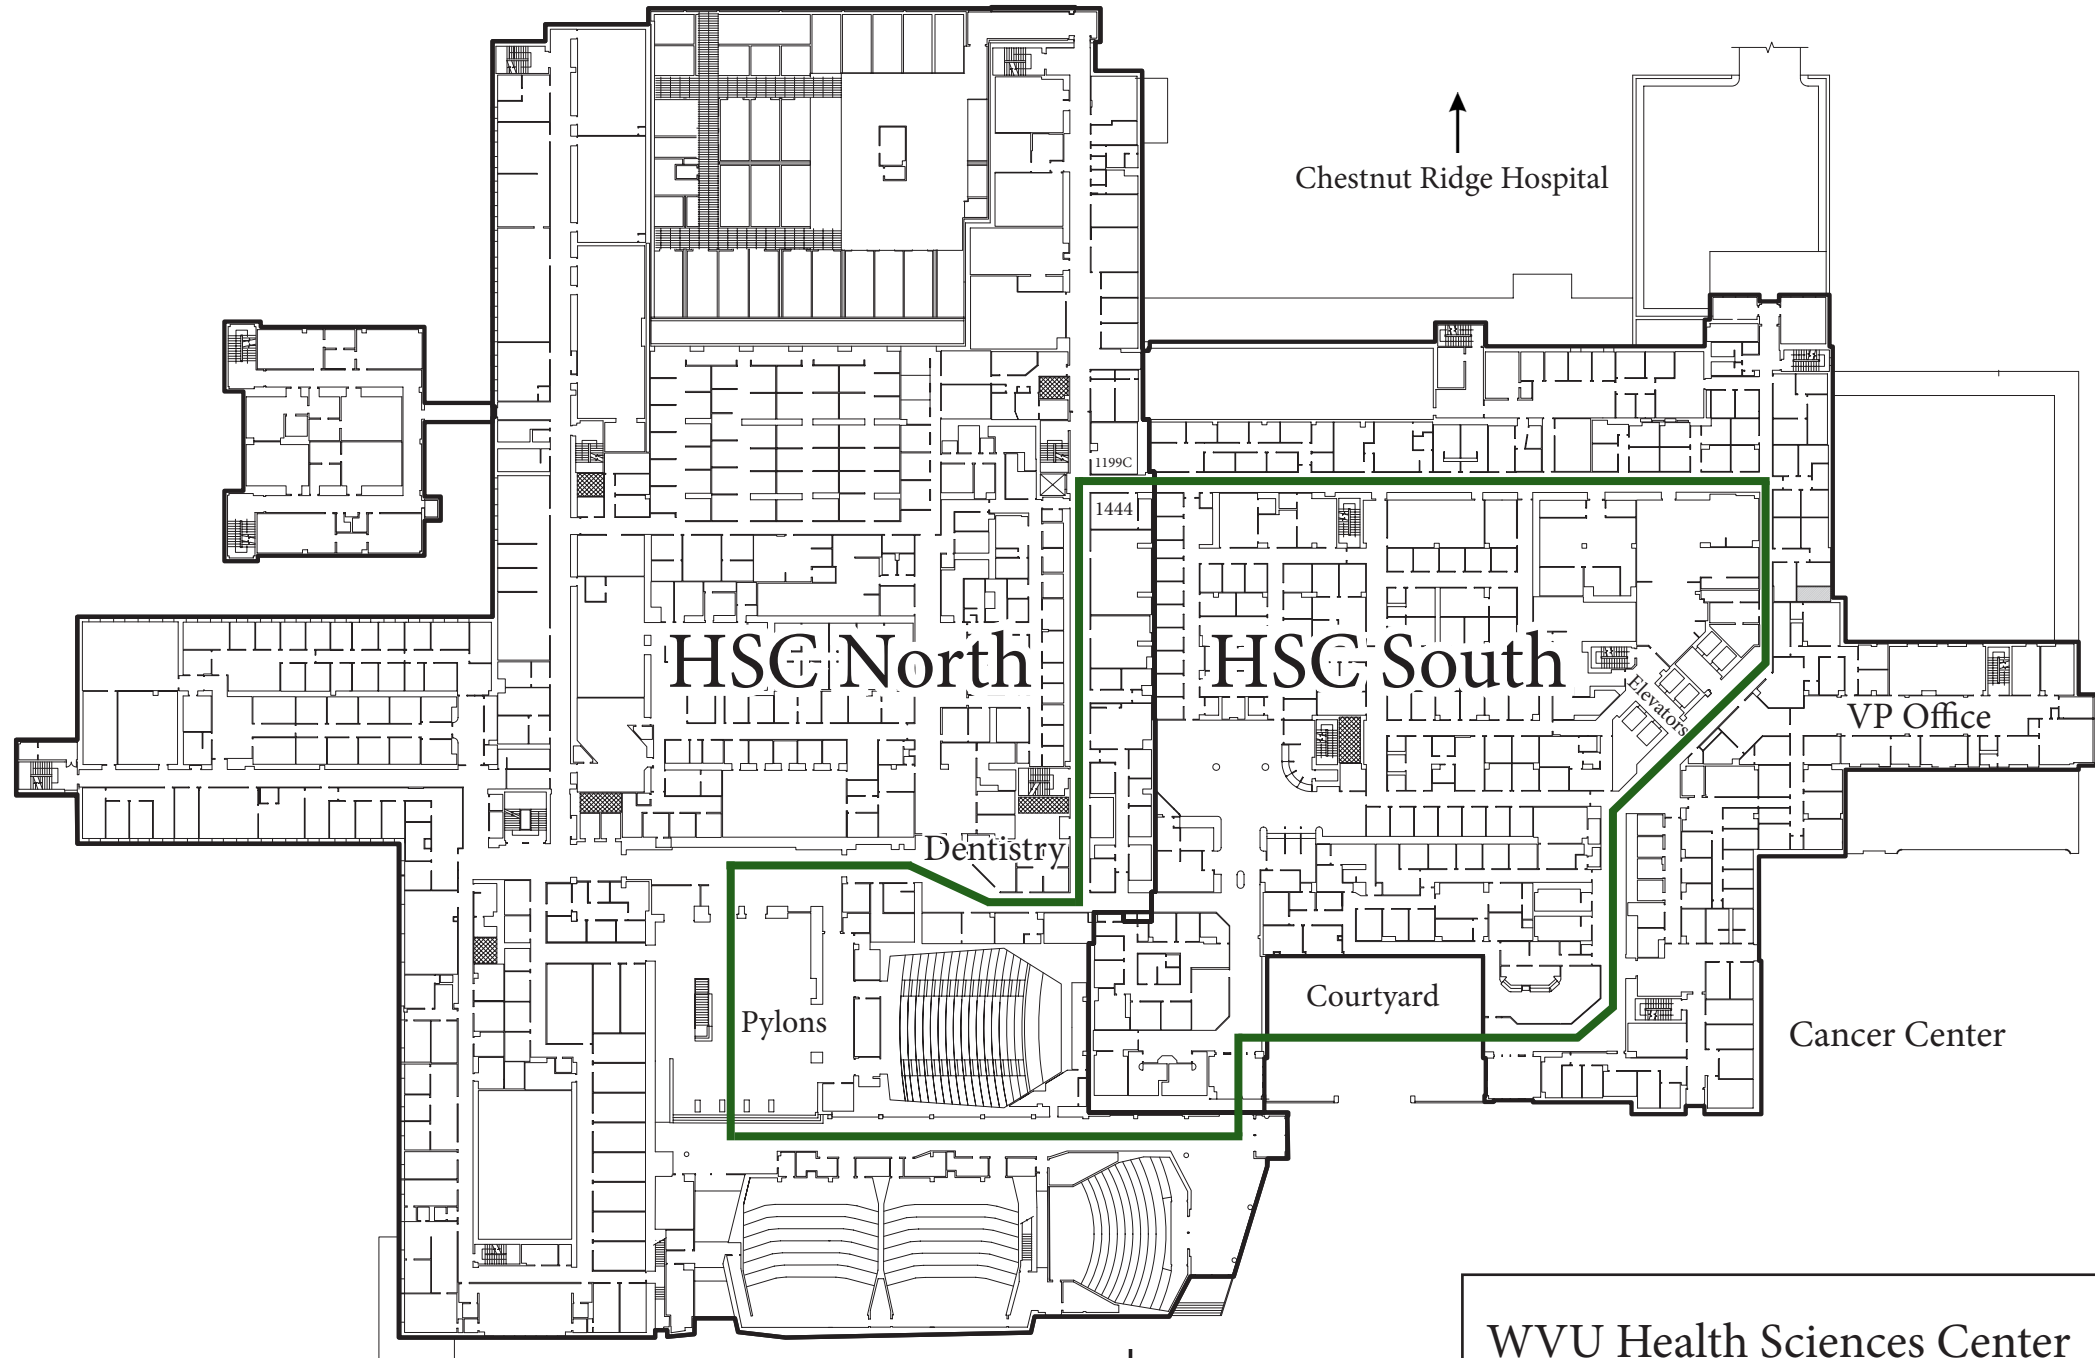 Chestnut Ridge Hospital
1199C
1444
HSC North
HSC South
Elevators
VP Office
Dentistry
Courtyard
Pylons
Cancer Center
WVU Health Sciences Center